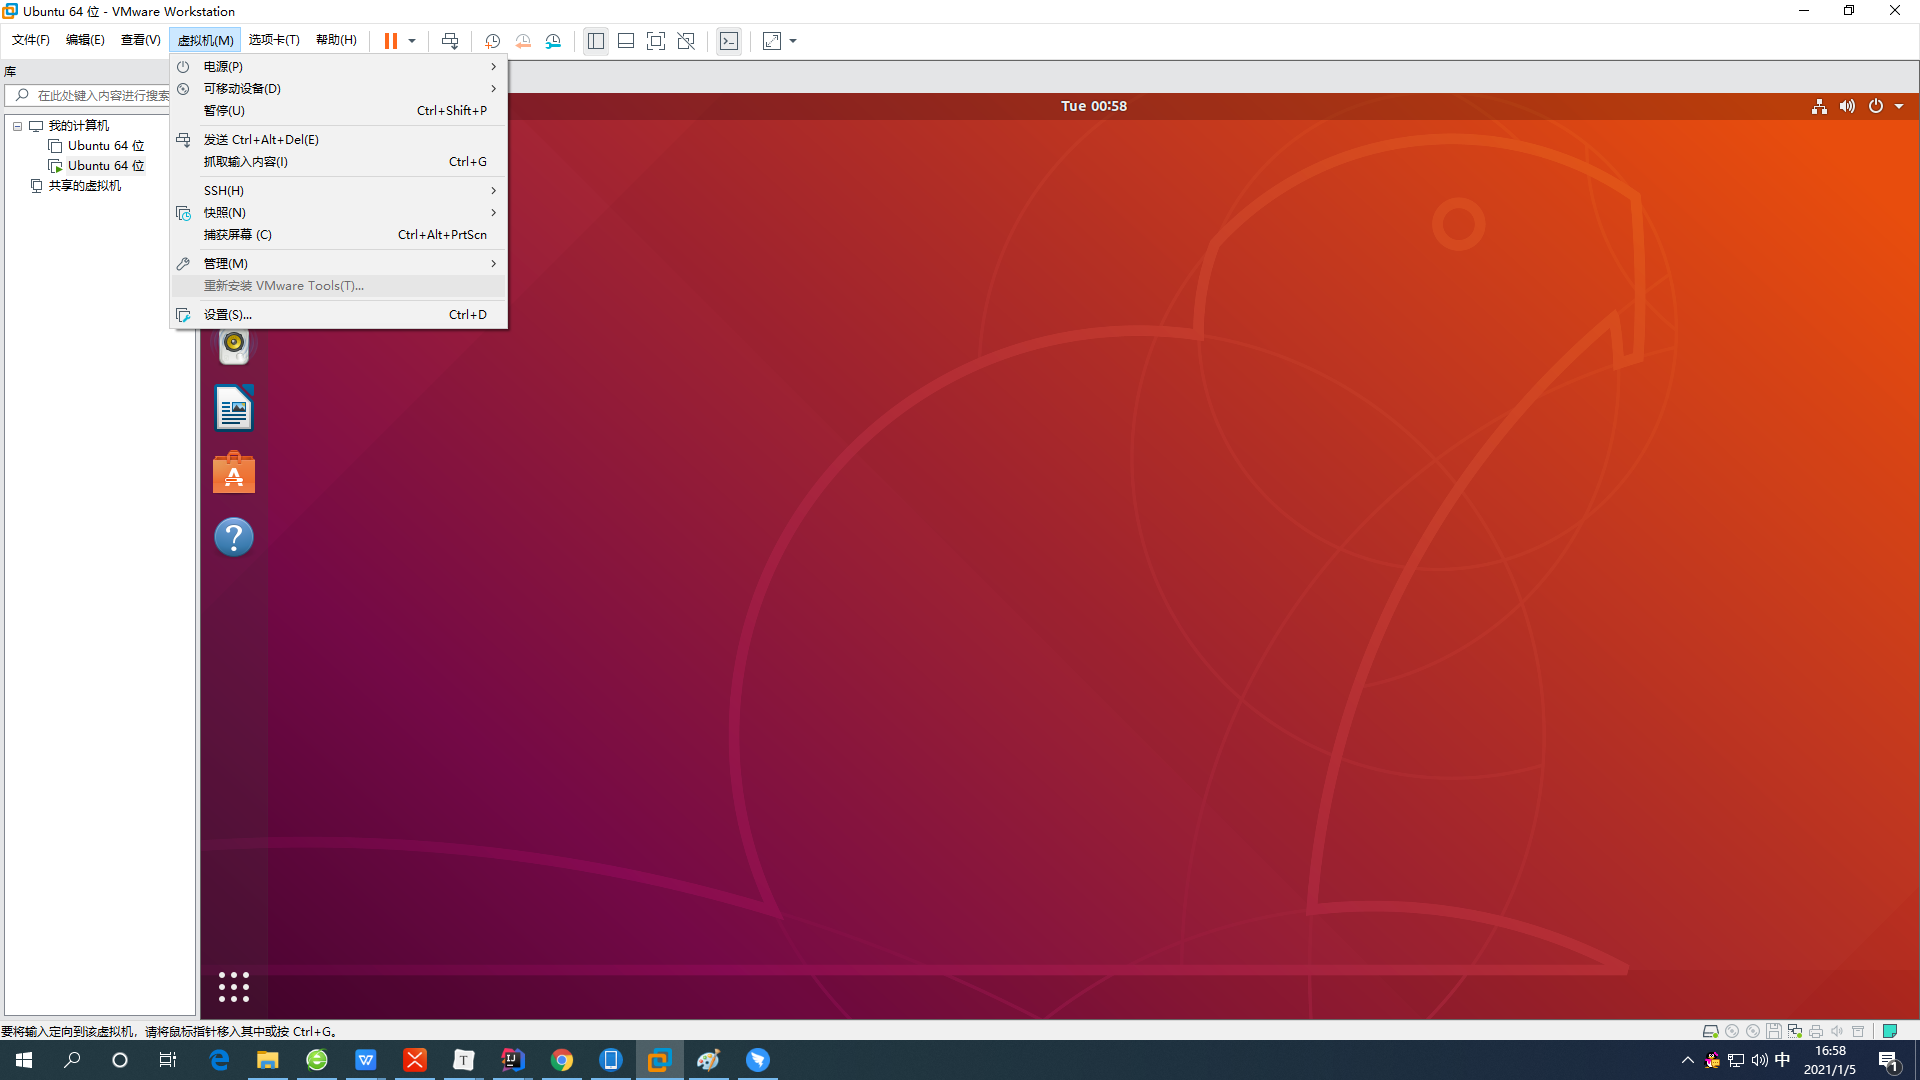 Ubuntu 64 位 - VMware Workstation
文件(F) 编辑(E) 查看(V) 虚拟机(M) 选项卡(T) 帮助(H)
库
在此处键入内容进行搜索
我的计算机
Ubuntu 64 位
Ubuntu 64 位
共享的虚拟机
电源(P)
可移动设备(D)
暂停(U) Ctrl+Shift+P
发送 Ctrl+Alt+Del(E)
抓取输入内容(I) Ctrl+G
SSH(H)
快照(N)
捕获屏幕 (C) Ctrl+Alt+PrtScn
管理(M)
重新安装 VMware Tools(T)...
设置(S)... Ctrl+D
Tue 00:58
要将输入定向到该虚拟机，请将鼠标指针移入其中或按 Ctrl+G。
中
16:58
2021/1/5
1